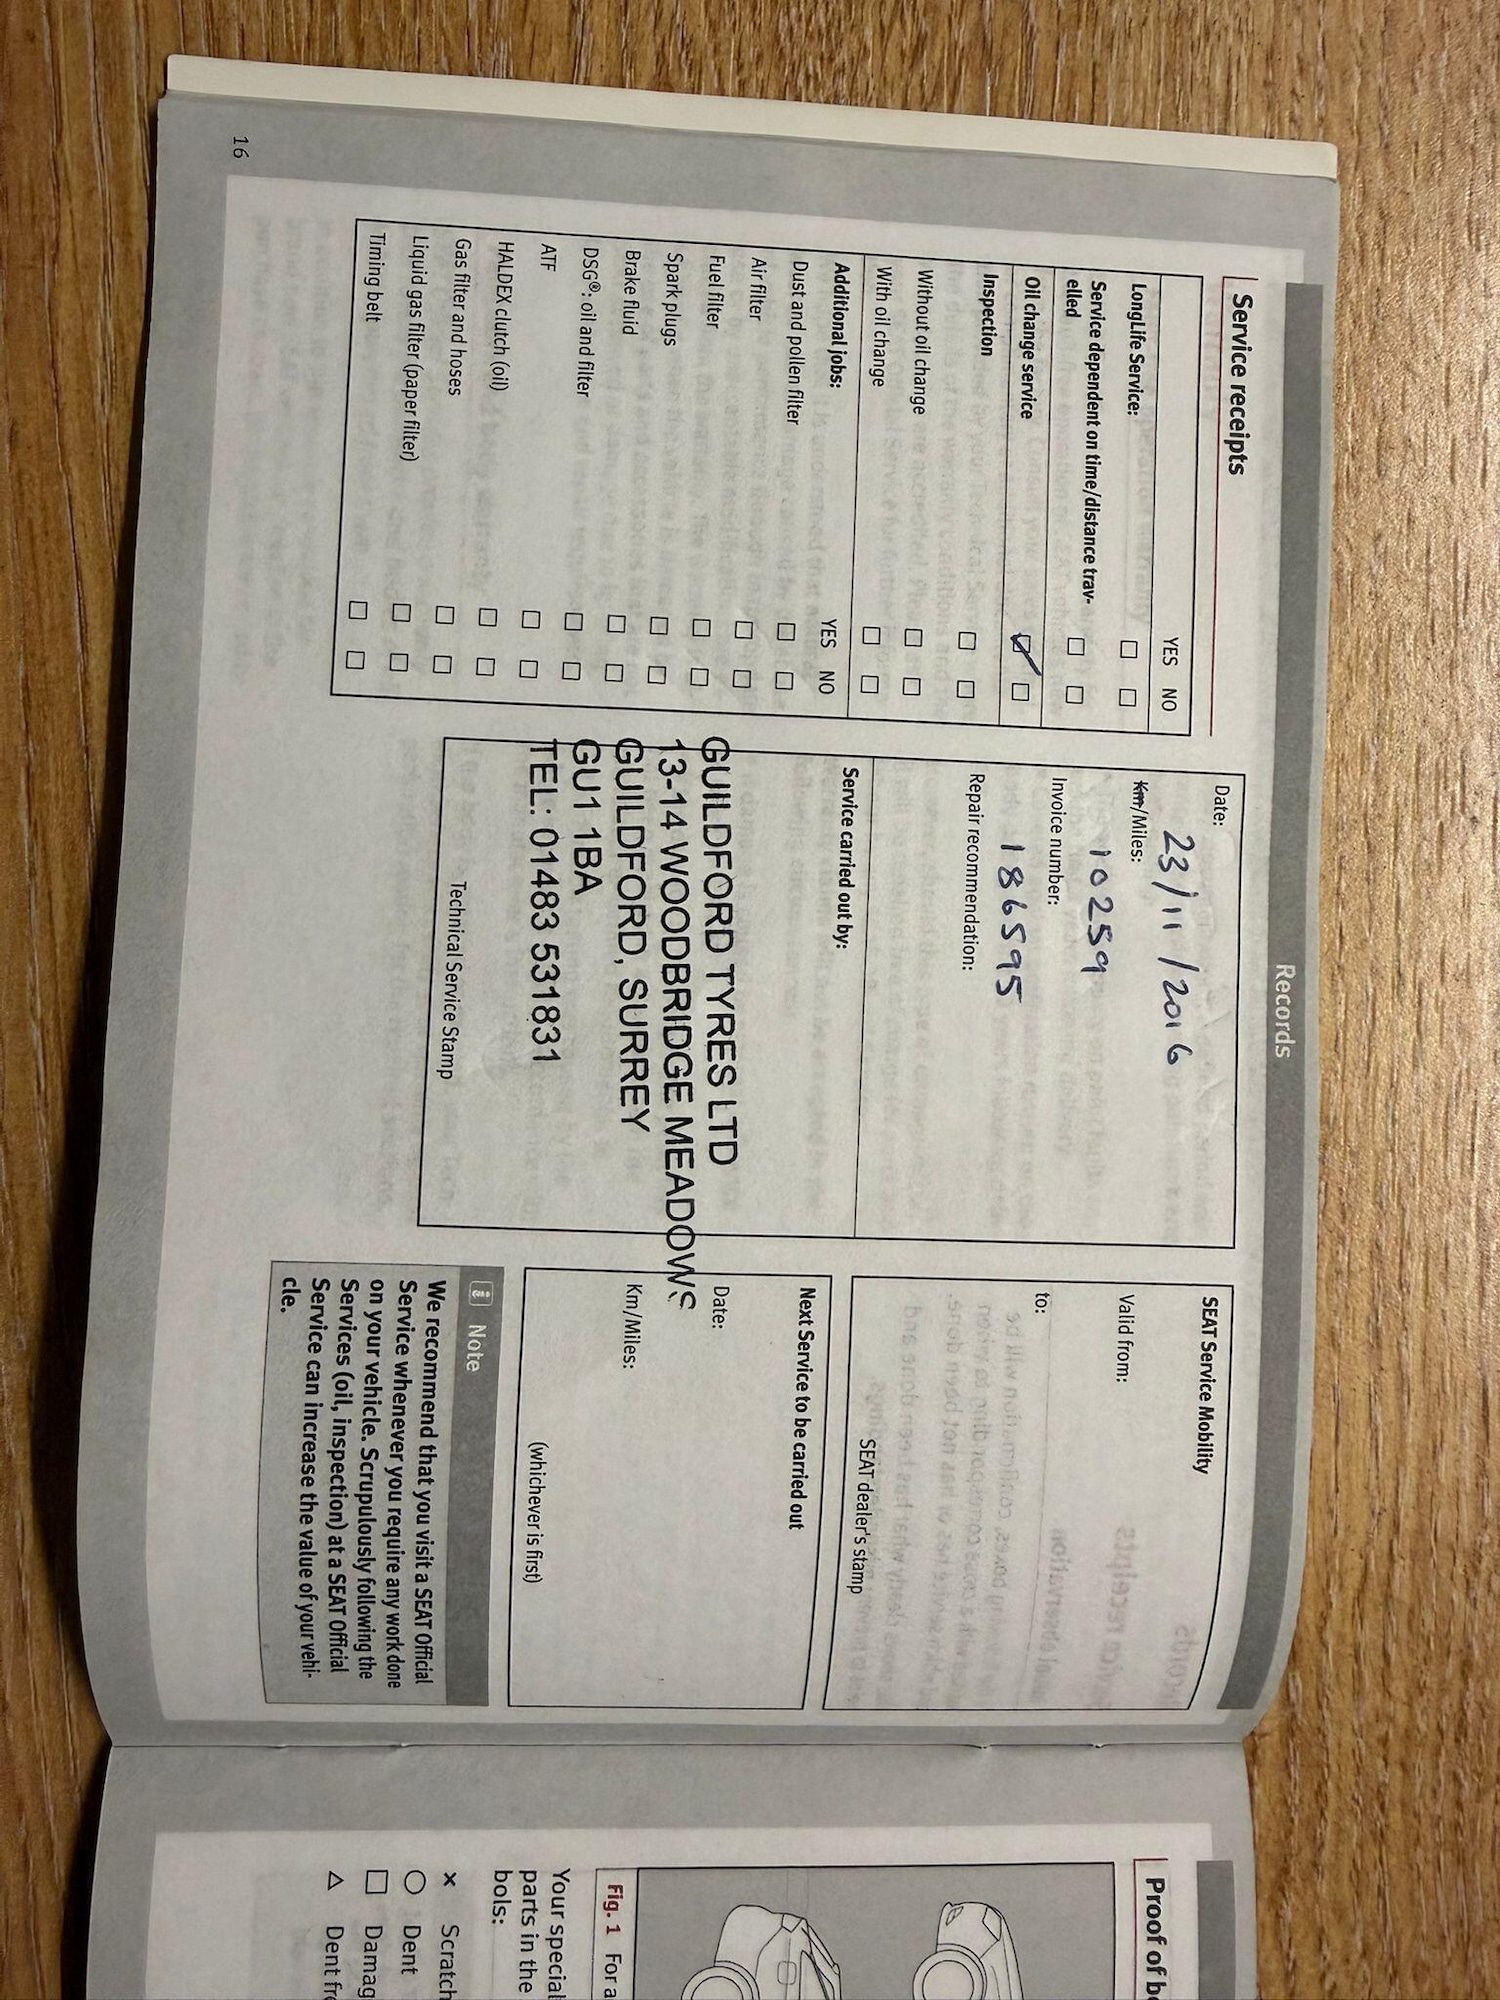 Records
Service receipts
YES NO
LongLife Service:
Service dependent on time/distance trav-
elled
Oil change service
Inspection
Without oil change
With oil change
Additional jobs: YES NO
Dust and pollen filter
Air filter
Fuel filter
Spark plugs
Brake fluid
DSG®: oil and filter
ATF
HALDEX clutch (oil)
Gas filter and hoses
Liquid gas filter (paper filter)
Timing belt
Date:
23/11/2016
Km/Miles:
10259
Invoice number:
186595
Repair recommendation:
Service carried out by:
GUILDFORD TYRES LTD
13-14 WOODBRIDGE MEADOWS
GUILDFORD, SURREY
GU1 1BA
TEL: 01483 531831
Technical Service Stamp
SEAT Service Mobility
Valid from:
to:
SEAT dealer's stamp
Next Service to be carried out
Date:
Km/Miles:
(whichever is first)
i Note
We recommend that you visit a SEAT Official
Service whenever you require any work done
on your vehicle. Scrupulously following the
Services (oil, inspection) at a SEAT Official
Service can increase the value of your vehi-
cle.
16
Proof of b
Fig. 1 For a
Your special
parts in the
bols:
× Scratch
○ Dent
□ Damag
△ Dent fr